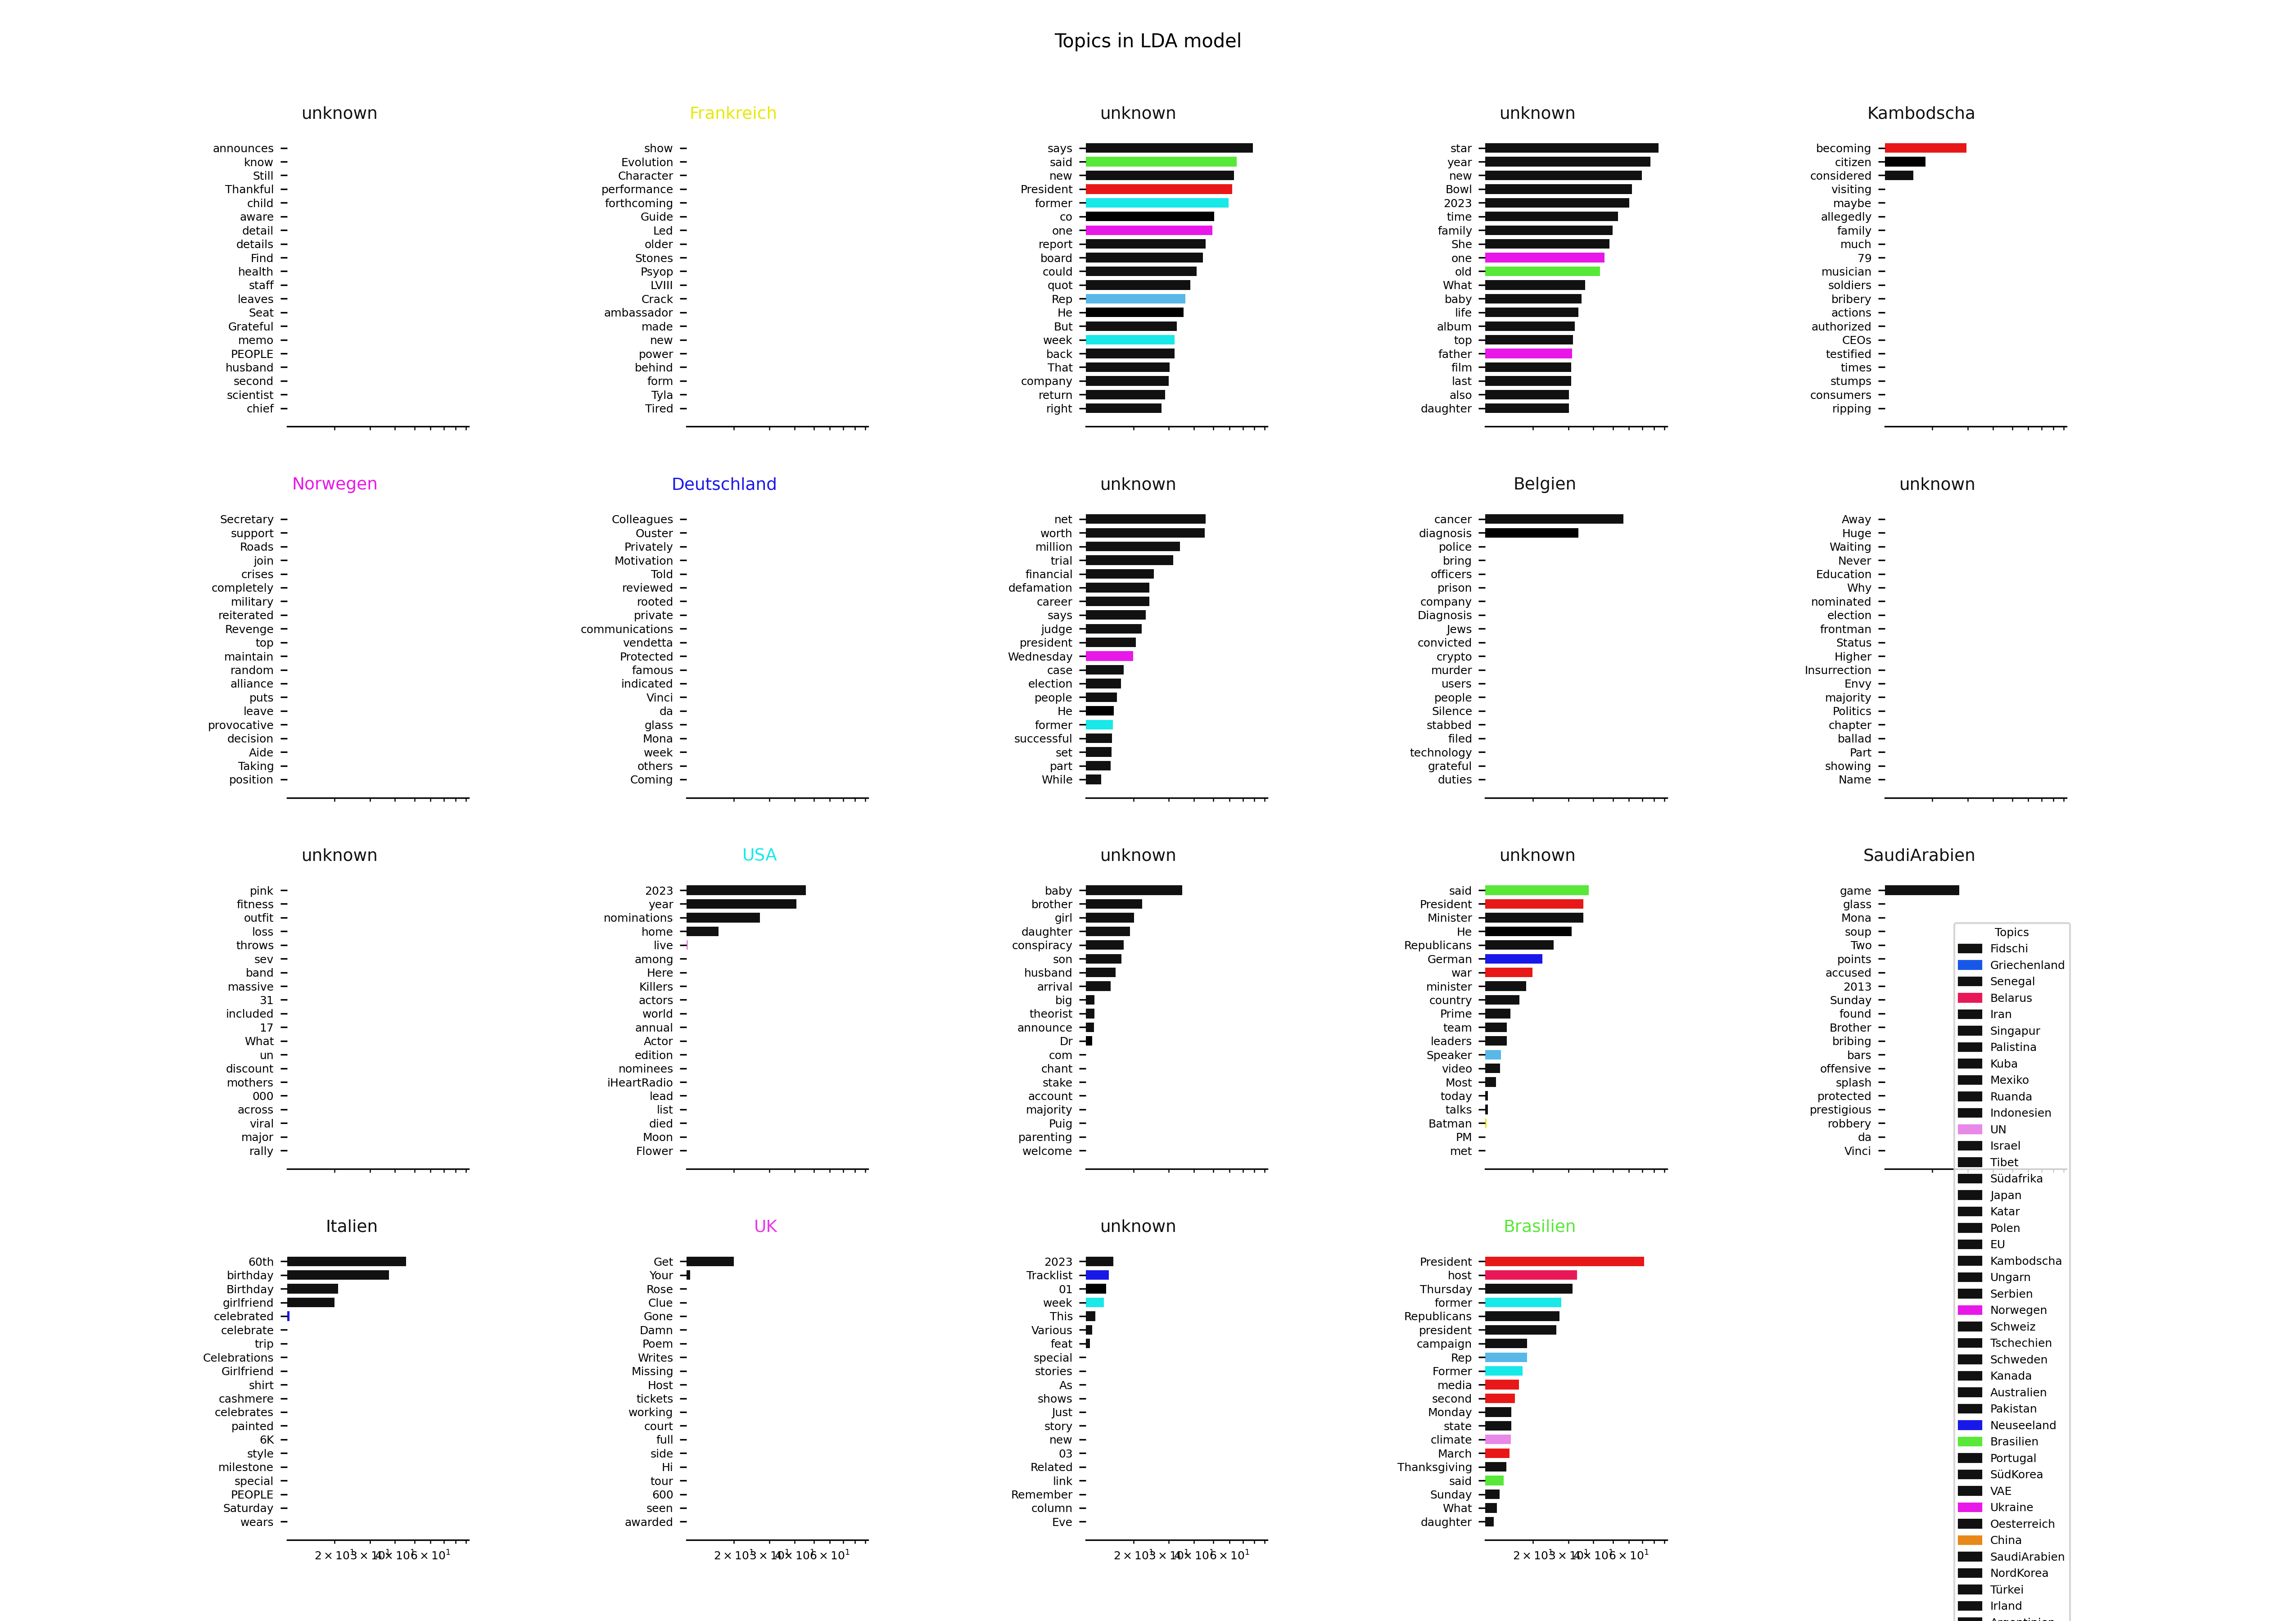 Topics in LDA model
unknown
announces
know
Still
Thankful
child
aware
detail
details
Find
health
staff
leaves
Seat
Grateful
memo
PEOPLE
husband
second
scientist
chief
Frankreich
show
Evolution
Character
performance
forthcoming
Guide
Led
older
Stones
Psyop
LVIII
Crack
ambassador
made
new
power
behind
form
Tyla
Tired
unknown
says
said
new
President
former
co
one
report
board
could
quot
Rep
He
But
week
back
That
company
return
right
unknown
star
year
new
Bowl
2023
time
family
She
one
old
What
baby
life
album
top
father
film
last
also
daughter
Kambodscha
becoming
citizen
considered
visiting
maybe
allegedly
family
much
79
musician
soldiers
bribery
actions
authorized
CEOs
testified
times
stumps
consumers
ripping
Norwegen
Secretary
support
Roads
join
crises
completely
military
reiterated
Revenge
top
maintain
random
alliance
puts
leave
provocative
decision
Aide
Taking
position
Deutschland
Colleagues
Ouster
Privately
Motivation
Told
reviewed
rooted
private
communications
vendetta
Protected
famous
indicated
Vinci
da
glass
Mona
week
others
Coming
unknown
net
worth
million
trial
financial
defamation
career
says
judge
president
Wednesday
case
election
people
He
former
successful
set
part
While
Belgien
cancer
diagnosis
police
bring
officers
prison
company
Diagnosis
Jews
convicted
crypto
murder
users
people
Silence
stabbed
filed
technology
grateful
duties
unknown
Away
Huge
Waiting
Never
Education
Why
nominated
election
frontman
Status
Higher
Insurrection
Envy
majority
Politics
chapter
ballad
Part
showing
Name
unknown
pink
fitness
outfit
loss
throws
sev
band
massive
31
included
17
What
un
discount
mothers
000
across
viral
major
rally
USA
2023
year
nominations
home
live
among
Here
Killers
actors
world
annual
Actor
edition
nominees
iHeartRadio
lead
list
died
Moon
Flower
unknown
baby
brother
girl
daughter
conspiracy
son
husband
arrival
big
theorist
announce
Dr
com
chant
stake
account
majority
Puig
parenting
welcome
unknown
said
President
Minister
He
Republicans
German
war
minister
country
Prime
team
leaders
Speaker
video
Most
today
talks
Batman
PM
met
SaudiArabien
game
glass
Mona
soup
Two
points
accused
2013
Sunday
found
Brother
bribing
bars
offensive
splash
protected
prestigious
robbery
da
Vinci
Italien
60th
birthday
Birthday
girlfriend
celebrated
celebrate
trip
Celebrations
Girlfriend
shirt
cashmere
celebrates
painted
6K
style
milestone
special
PEOPLE
Saturday
wears
UK
Get
Your
Rose
Clue
Gone
Damn
Poem
Writes
Missing
Host
tickets
working
court
full
side
Hi
tour
600
seen
awarded
unknown
2023
Tracklist
01
week
This
Various
feat
special
stories
As
shows
Just
story
new
03
Related
link
Remember
column
Eve
Brasilien
President
host
Thursday
former
Republicans
president
campaign
Rep
Former
media
second
Monday
state
climate
March
Thanksgiving
said
Sunday
What
daughter
Topics
Fidschi
Griechenland
Senegal
Belarus
Iran
Singapur
Palistina
Kuba
Mexiko
Ruanda
Indonesien
UN
Israel
Tibet
Südafrika
Japan
Katar
Polen
EU
Kambodscha
Ungarn
Serbien
Norwegen
Schweiz
Tschechien
Schweden
Kanada
Australien
Pakistan
Neuseeland
Brasilien
Portugal
SüdKorea
VAE
Ukraine
Oesterreich
China
SaudiArabien
NordKorea
Türkei
Irland